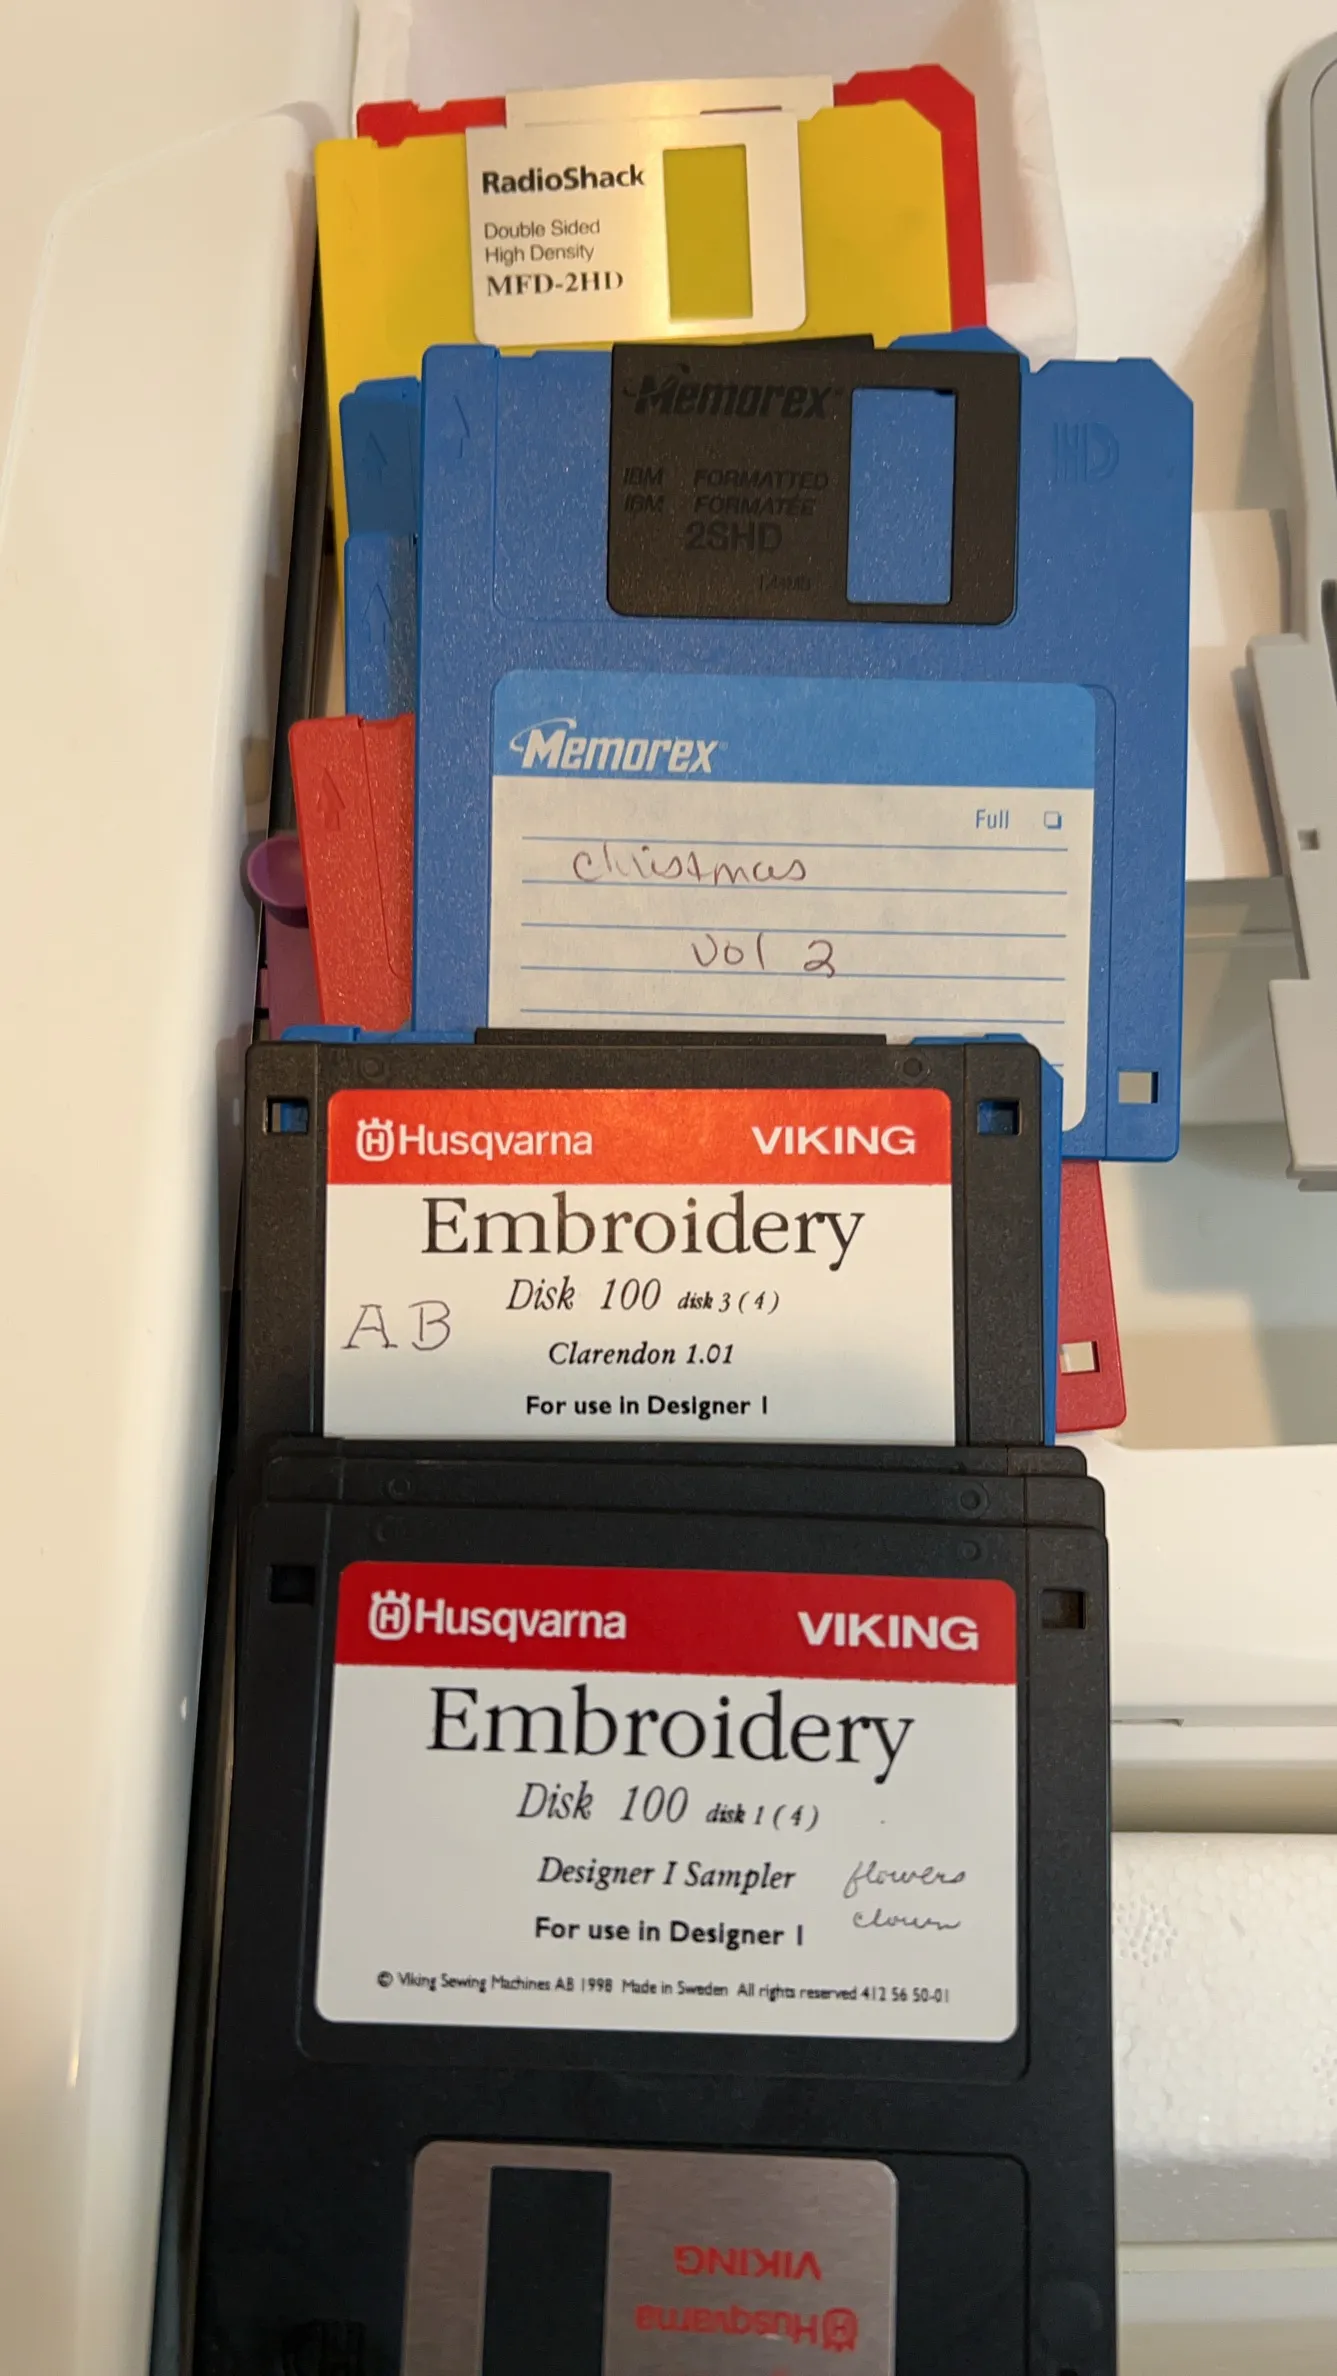 RadioShack
Double Sided
High Density
MFD-2HD
Memorex
HD
IBM FORMATTED
IBM FORMATÉE
2SHD
Memorex
Full
Christmas
Vol 2
Husqvarna VIKING
Embroidery
Disk 100 disk 3 (4)
AB
Clarendon 1.01
For use in Designer I
Husqvarna VIKING
Embroidery
Disk 100 disk 1 (4)
Designer I Sampler flowers
clown
For use in Designer I
© Viking Sewing Machines AB 1998 Made in Sweden All rights reserved 412 56 50-01
VIKING
Husqvarna